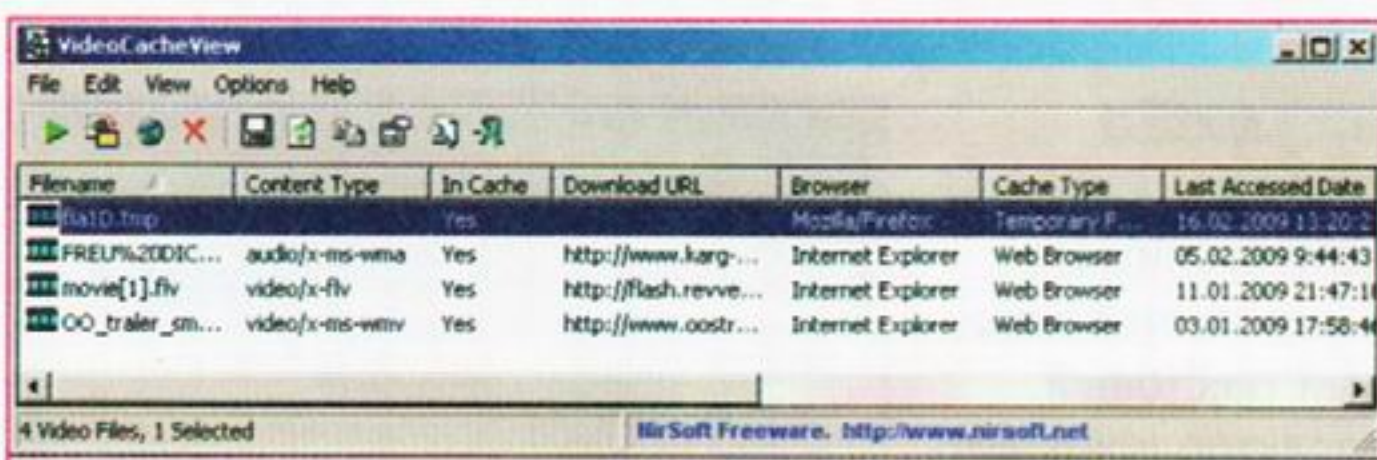 VideoCacheView
File Edit View Options Help
Filename Content Type In Cache Download URL Browser Cache Type Last Accessed Date
fla1D.tmp Yes Mozilla/Firefox Temporary F... 16.02.2009 13:20:2
FREU%20DIC... audio/x-ms-wma Yes http://www.karg-... Internet Explorer Web Browser 05.02.2009 9:44:43
movie[1].flv video/x-flv Yes http://flash.revve... Internet Explorer Web Browser 11.01.2009 21:47:18
OO_traler_sm... video/x-ms-wmv Yes http://www.oostr... Internet Explorer Web Browser 03.01.2009 17:58:46
4 Video Files, 1 Selected NirSoft Freeware. http://www.nirsoft.net